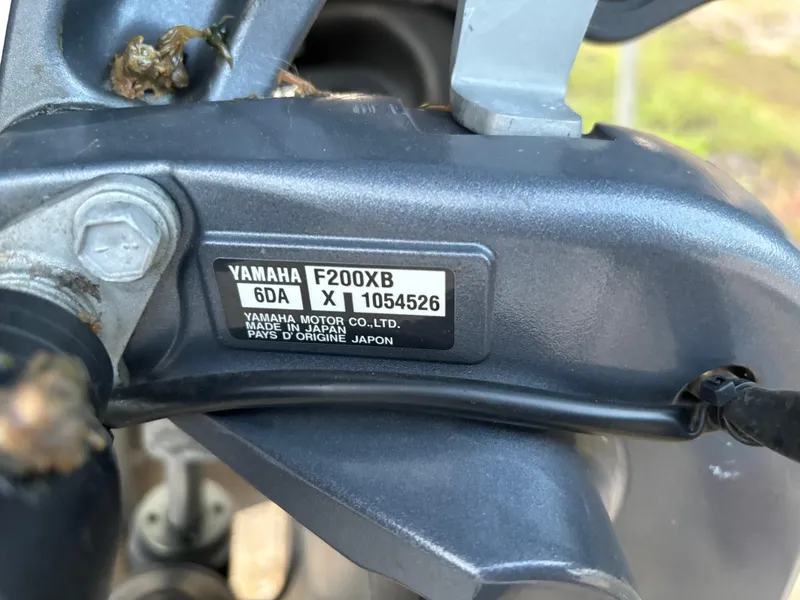 YAMAHA F200XB
6DA X 1054526
YAMAHA MOTOR CO.,LTD.
MADE IN JAPAN
PAYS D'ORIGINE JAPON